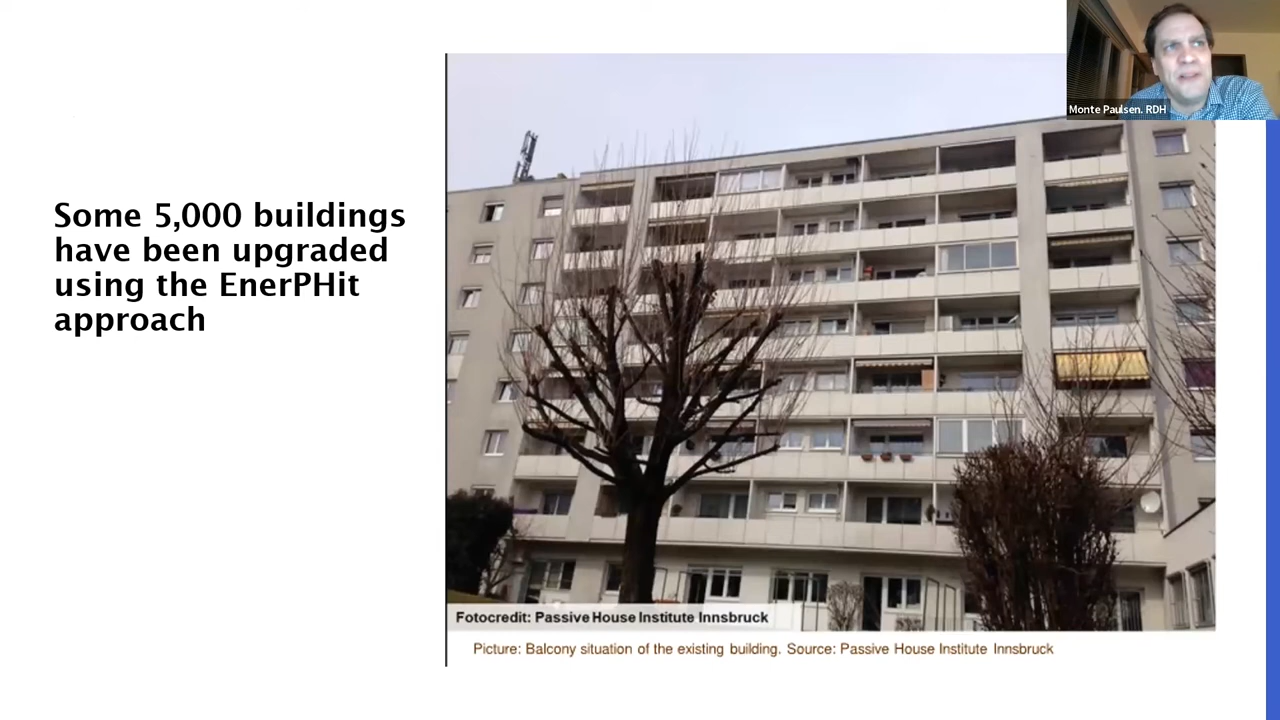 Monte Paulsen. RDH
Some 5,000 buildings
have been upgraded
using the EnerPHit
approach
Fotocredit: Passive House Institute Innsbruck
Picture: Balcony situation of the existing building. Source: Passive House Institute Innsbruck